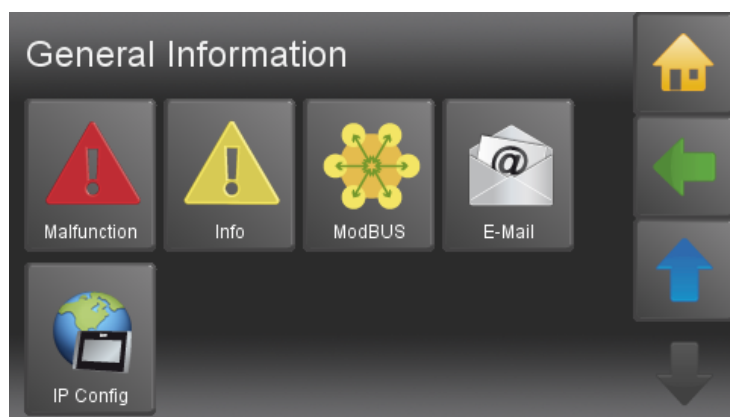 General Information
Malfunction
Info
ModBUS
@
E-Mail
IP Config